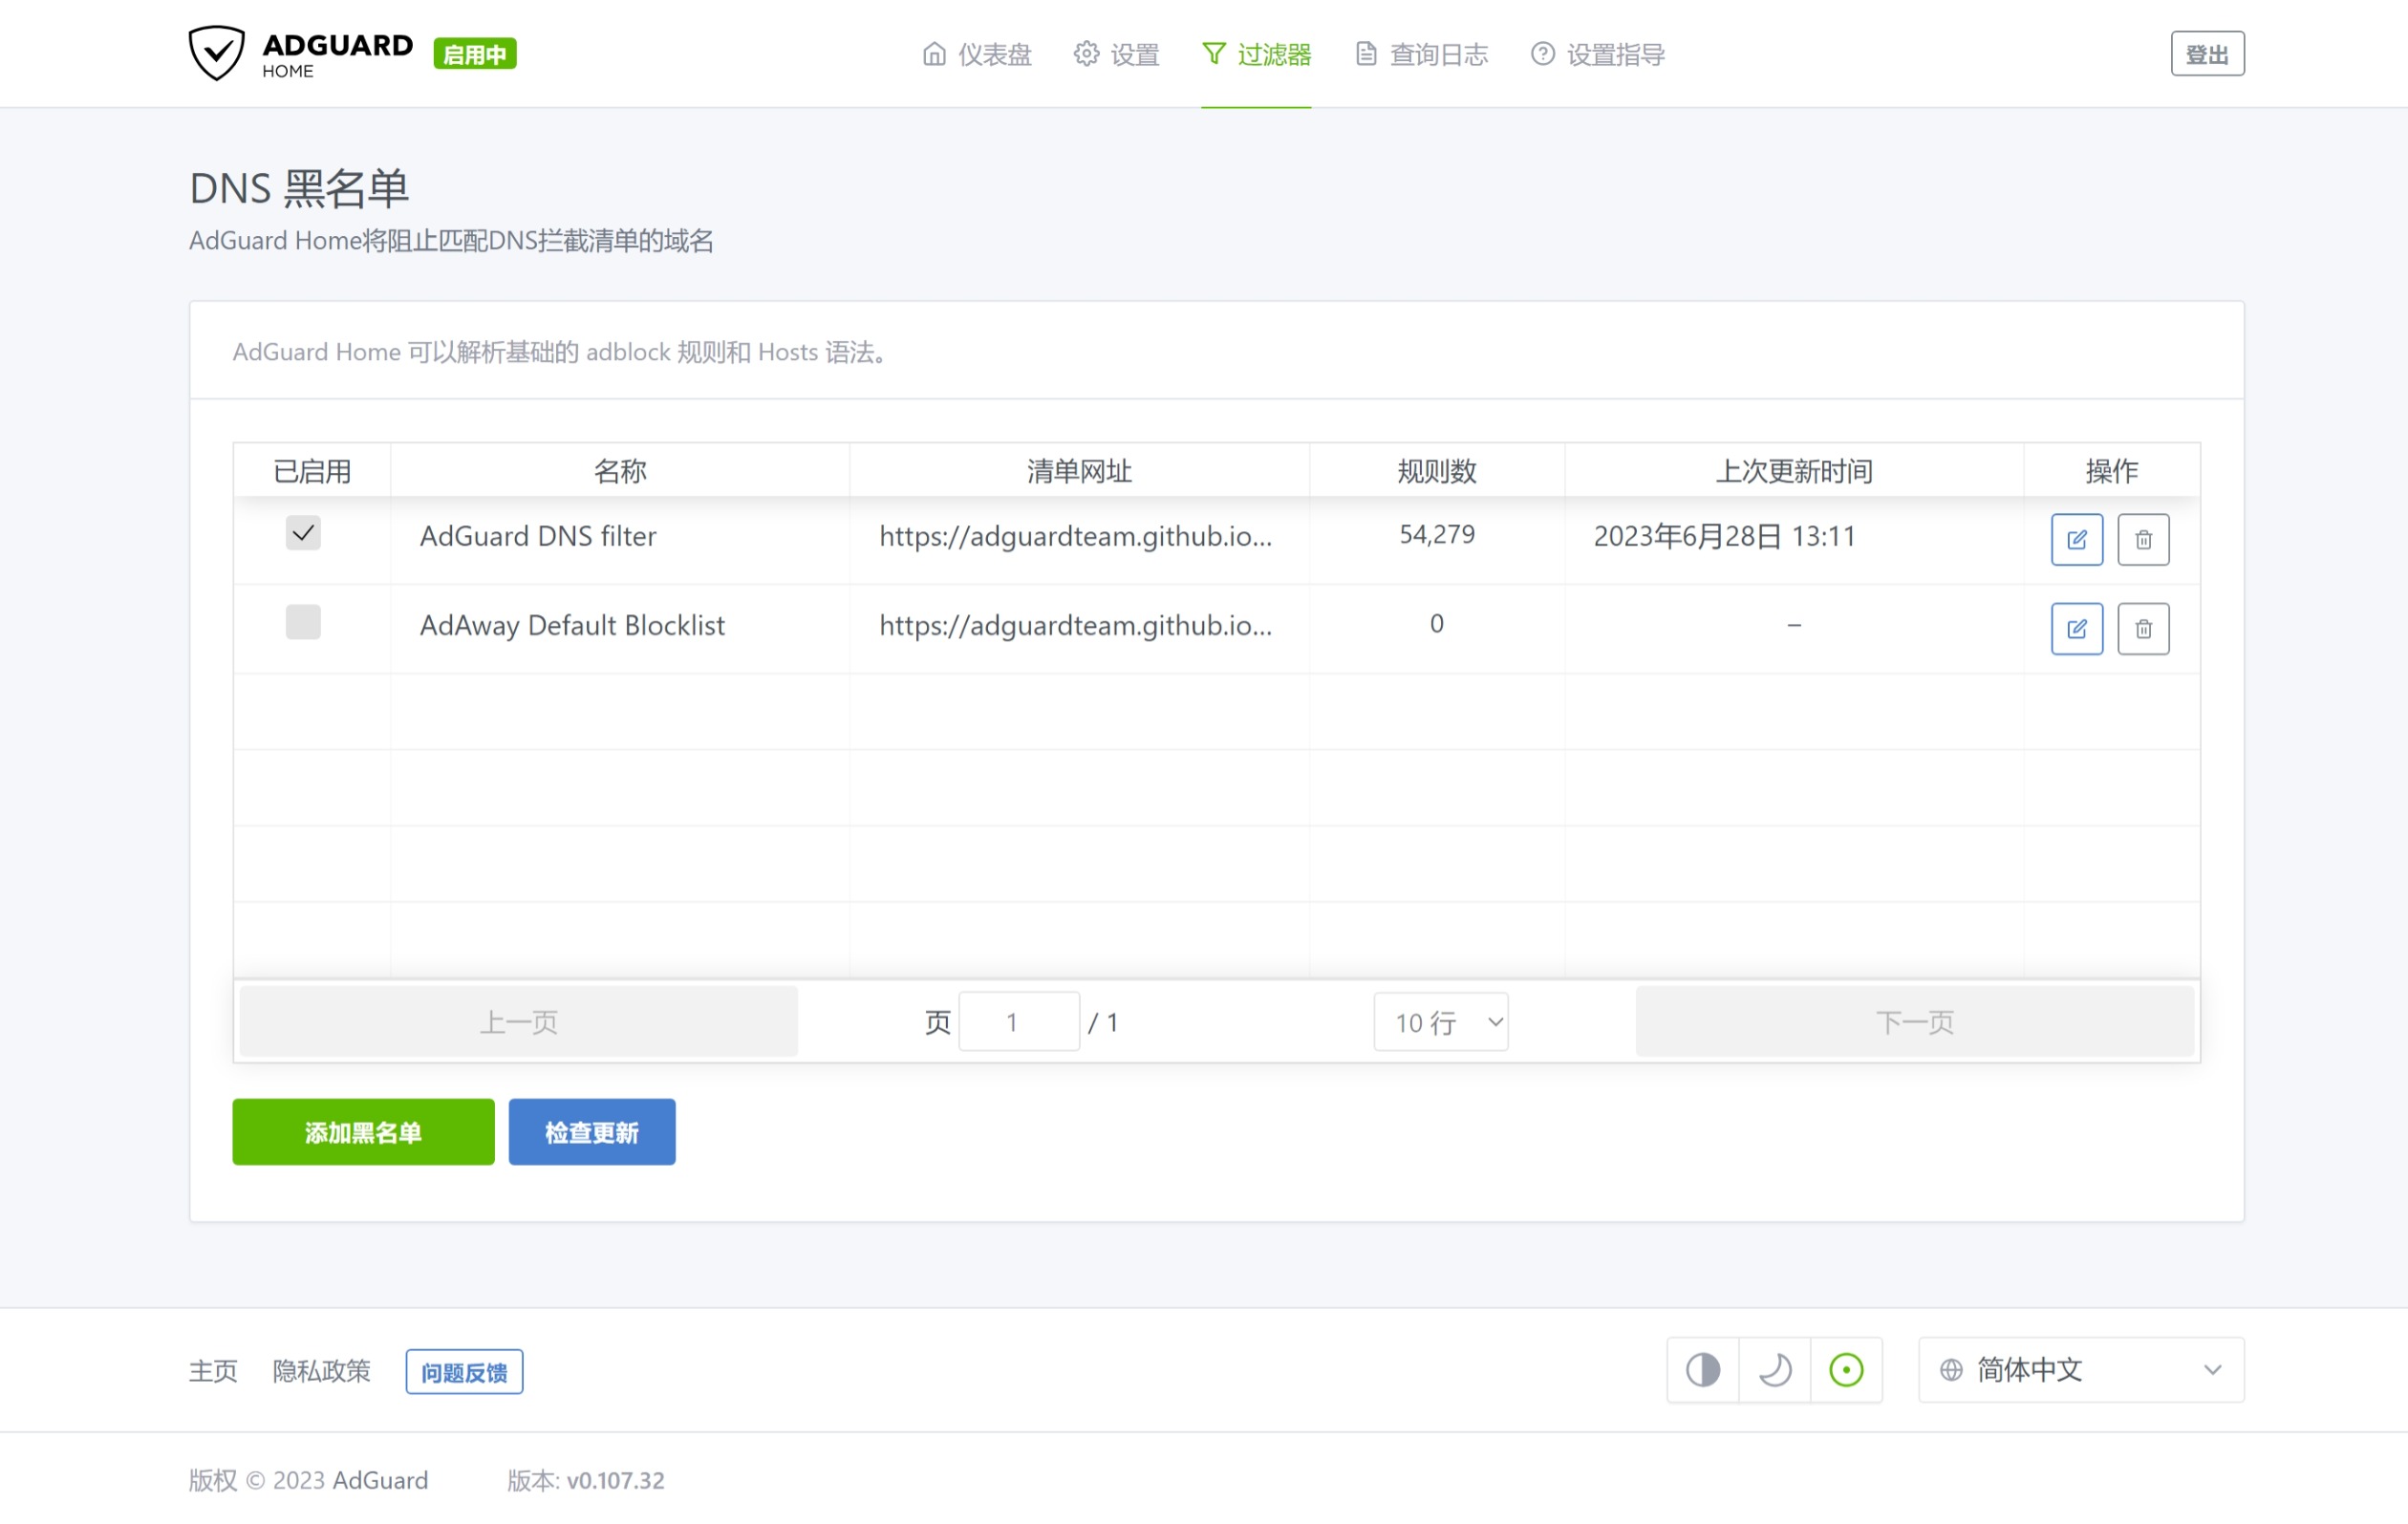 ADGUARD
HOME
启用中
仪表盘
设置
过滤器
查询日志
设置指导
登出
DNS 黑名单
AdGuard Home将阻止匹配DNS拦截清单的域名
AdGuard Home 可以解析基础的 adblock 规则和 Hosts 语法。
已启用 名称 清单网址 规则数 上次更新时间 操作
AdGuard DNS filter https://adguardteam.github.io... 54,279 2023年6月28日 13:11
AdAway Default Blocklist https://adguardteam.github.io... 0 –
上一页 页 1 / 1 10 行 下一页
添加黑名单 检查更新
主页 隐私政策 问题反馈 简体中文
版权 © 2023 AdGuard 版本: v0.107.32